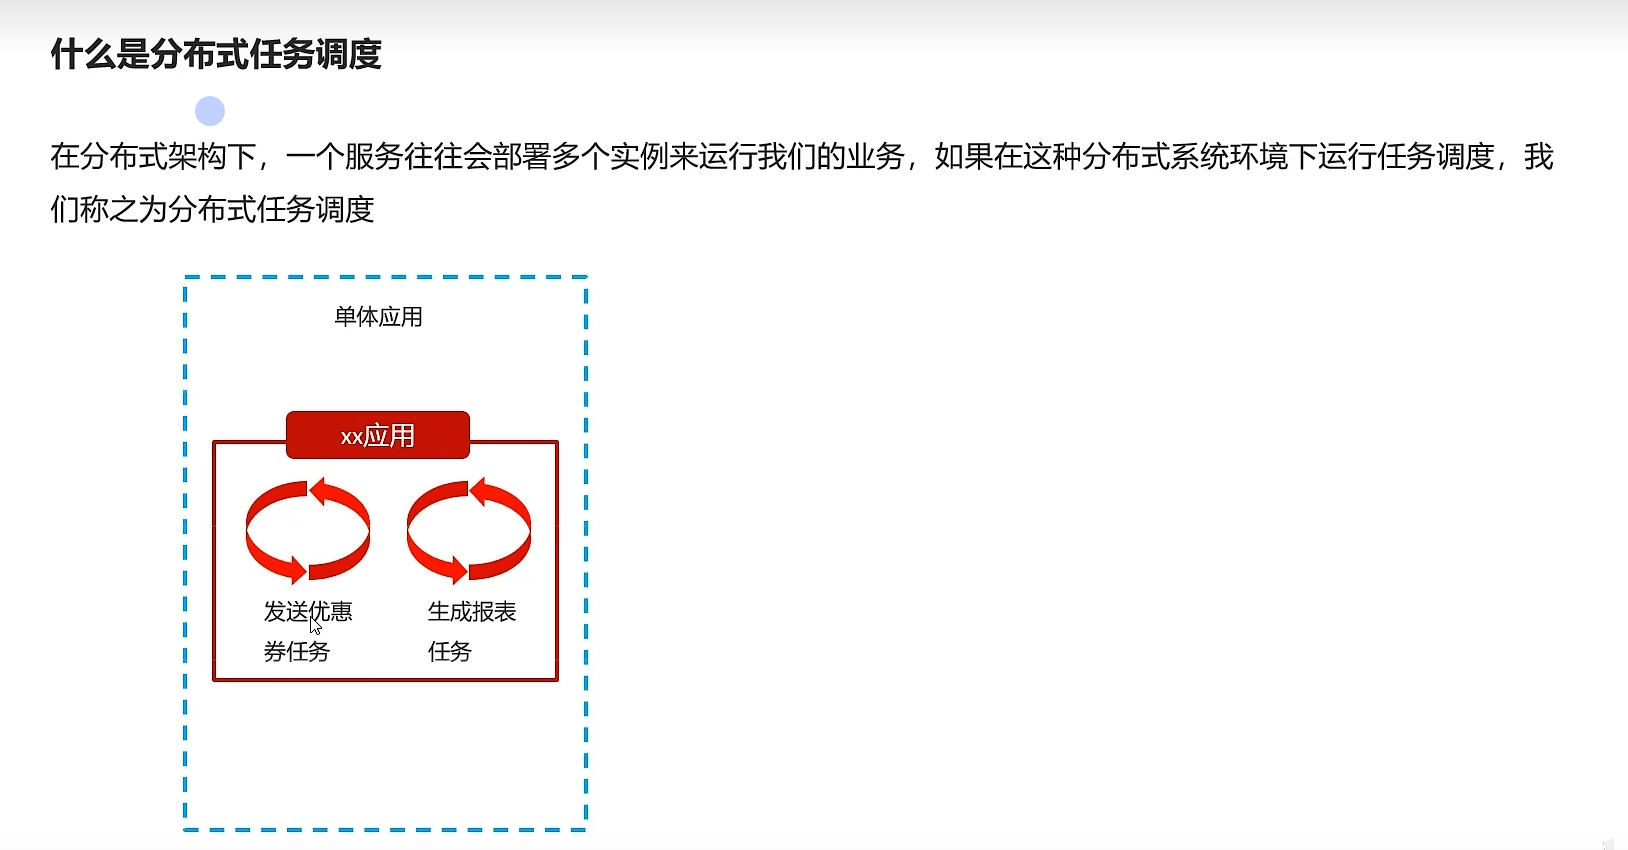 什么是分布式任务调度
在分布式架构下，一个服务往往会部署多个实例来运行我们的业务，如果在这种分布式系统环境下运行任务调度，我
们称之为分布式任务调度
单体应用
xx应用
发送优惠
券任务
生成报表
任务